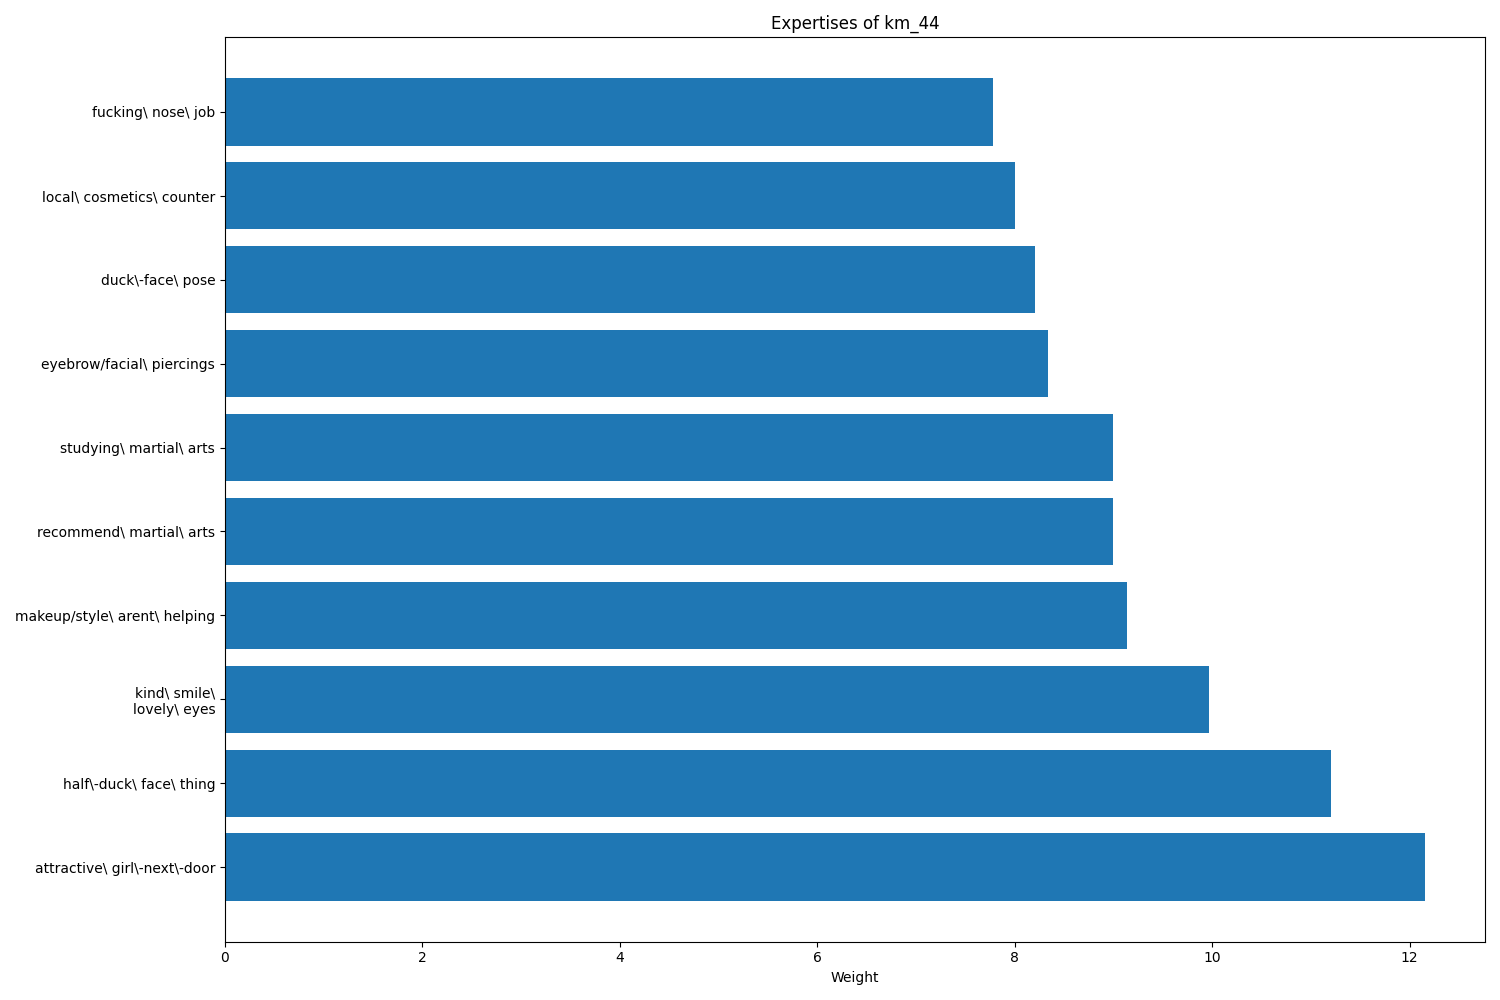 Expertises of km_44
fucking\ nose\ job
local\ cosmetics\ counter
duck\-face\ pose
eyebrow/facial\ piercings
studying\ martial\ arts
recommend\ martial\ arts
makeup/style\ arent\ helping
kind\ smile\
lovely\ eyes
half\-duck\ face\ thing
attractive\ girl\-next\-door
0 2 4 6 8 10 12
Weight